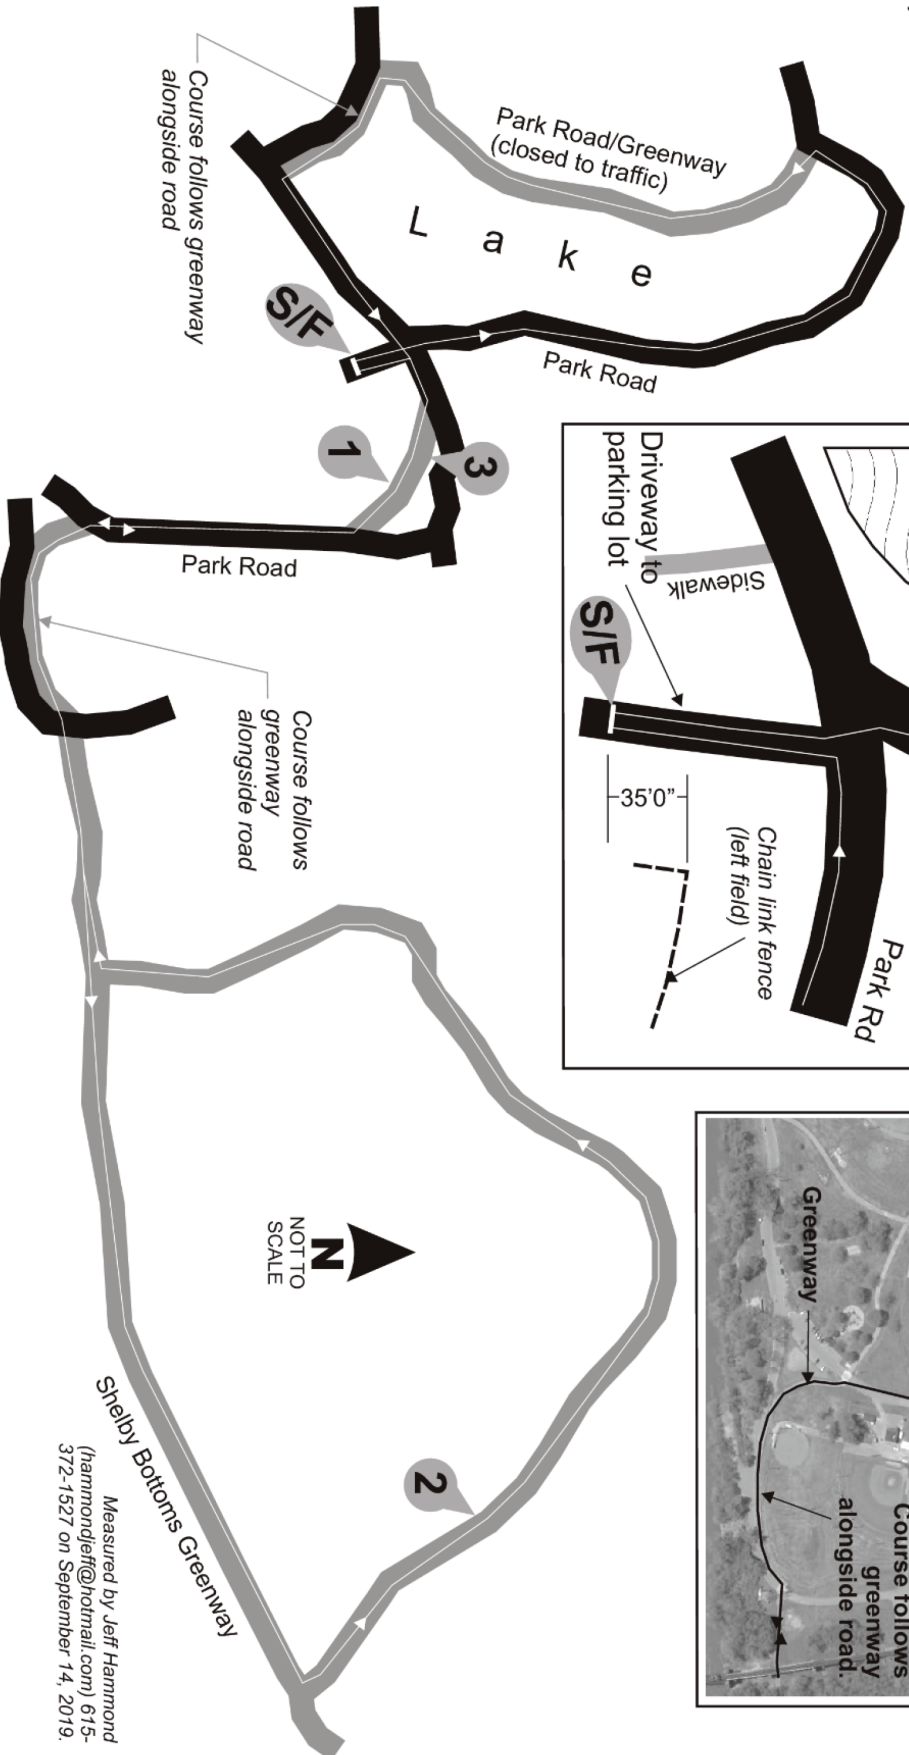 Course follows greenway
alongside road
Park Road/Greenway
(closed to traffic)
L a k e
S/F
Park Road
1
3
Park Road
Course follows
greenway
alongside road
Driveway to
parking lot
Sidewalk
S/F
35'0"
Chain link fence
(left field)
Park Rd
N
NOT TO
SCALE
2
Shelby Bottoms Greenway
Greenway
Course follows
greenway
alongside road.
Measured by Jeff Hammond
(hammondjeff@hotmail.com) 615-
372-1527 on September 14, 2019.